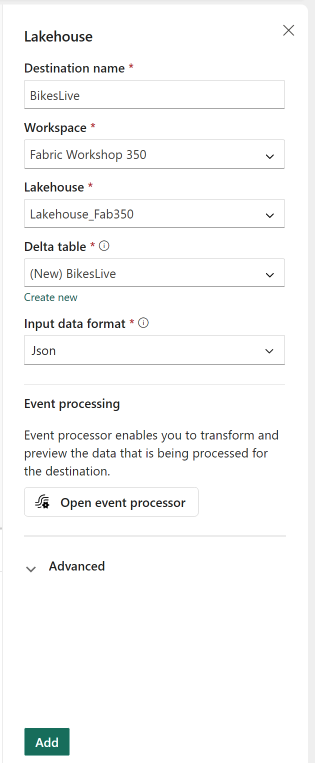 Lakehouse
Destination name *
BikesLive
Workspace *
Fabric Workshop 350
Lakehouse *
Lakehouse_Fab350
Delta table *
(New) BikesLive
Create new
Input data format *
Json
Event processing
Event processor enables you to transform and
preview the data that is being processed for
the destination.
Open event processor
Advanced
Add